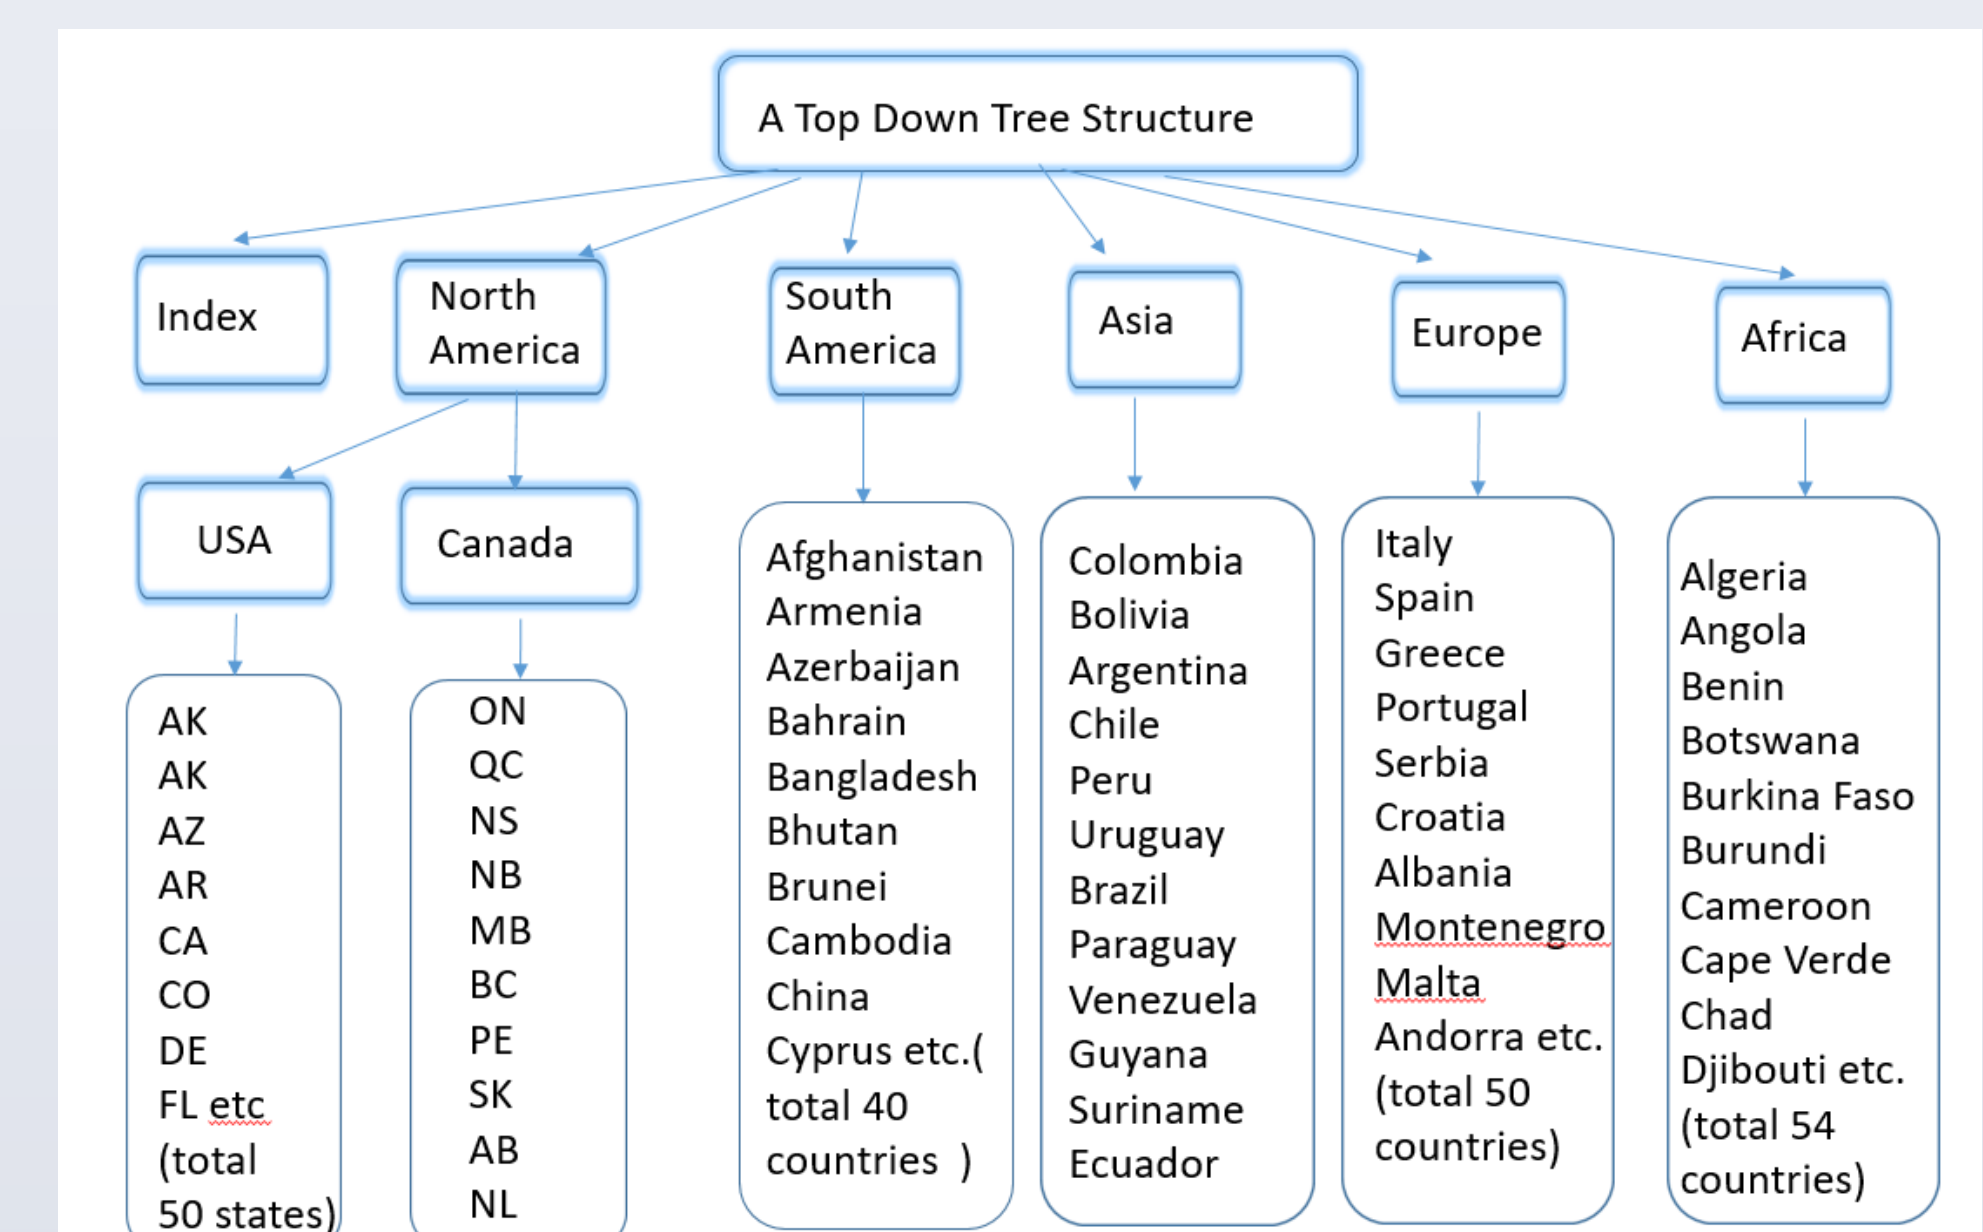 A Top Down Tree Structure
Index
North
America
South
America
Asia
Europe
Africa
USA
Canada
AK
AK
AZ
AR
CA
CO
DE
FL etc
(total
50 states)
ON
QC
NS
NB
MB
BC
PE
SK
AB
NL
Afghanistan
Armenia
Azerbaijan
Bahrain
Bangladesh
Bhutan
Brunei
Cambodia
China
Cyprus etc.(
total 40
countries  )
Colombia
Bolivia
Argentina
Chile
Peru
Uruguay
Brazil
Paraguay
Venezuela
Guyana
Suriname
Ecuador
Italy
Spain
Greece
Portugal
Serbia
Croatia
Albania
Montenegro
Malta
Andorra etc.
(total 50
countries)
Algeria
Angola
Benin
Botswana
Burkina Faso
Burundi
Cameroon
Cape Verde
Chad
Djibouti etc.
(total 54
countries)